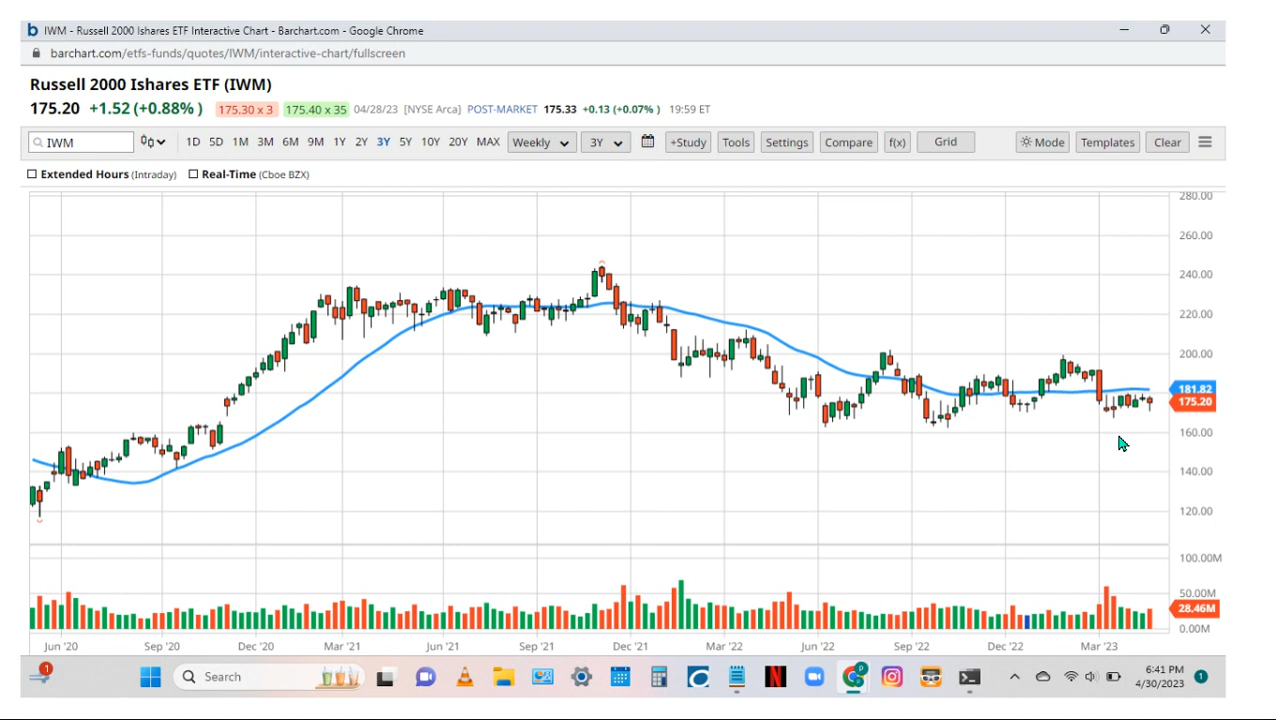 b IWM - Russell 2000 Ishares ETF Interactive Chart - Barchart.com - Google Chrome
barchart.com/etfs-funds/quotes/IWM/interactive-chart/fullscreen
Russell 2000 Ishares ETF (IWM)
175.20 +1.52 (+0.88%) 175.30 x 3 175.40 x 35 04/28/23 [NYSE Arca] POST-MARKET 175.33 +0.13 (+0.07%) 19:59 ET
IWM 1D 5D 1M 3M 6M 9M 1Y 2Y 3Y 5Y 10Y 20Y MAX Weekly 3Y +Study Tools Settings Compare f(x) Grid Mode Templates Clear
Extended Hours (Intraday) Real-Time (Cboe BZX)
280.00
260.00
240.00
220.00
200.00
181.82
175.20
160.00
140.00
120.00
100.00M
50.00M
28.46M
0.00M
Jun '20 Sep '20 Dec '20 Mar '21 Jun '21 Sep '21 Dec '21 Mar '22 Jun '22 Sep '22 Dec '22 Mar '23
1 Search P 6:41 PM 1
4/30/2023